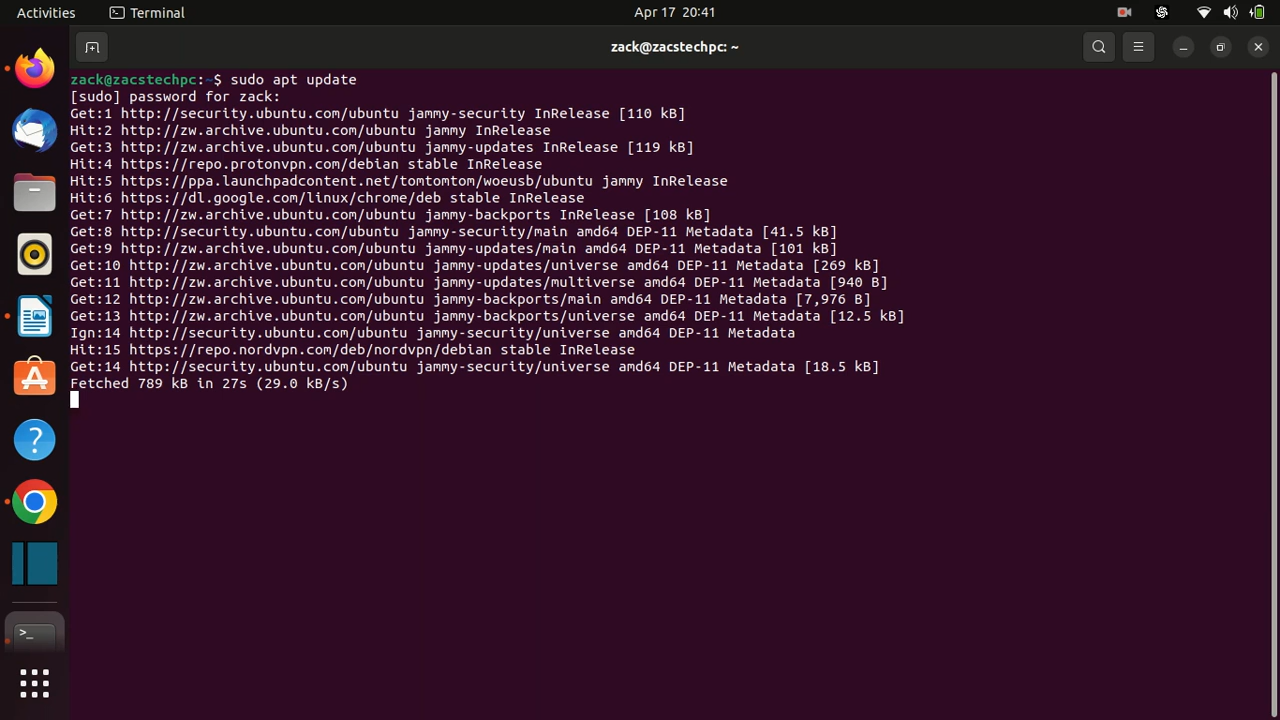 Activities Terminal Apr 17 20:41
zack@zacstechpc: ~
zack@zacstechpc:~$ sudo apt update
[sudo] password for zack:
Get:1 http://security.ubuntu.com/ubuntu jammy-security InRelease [110 kB]
Hit:2 http://zw.archive.ubuntu.com/ubuntu jammy InRelease
Get:3 http://zw.archive.ubuntu.com/ubuntu jammy-updates InRelease [119 kB]
Hit:4 https://repo.protonvpn.com/debian stable InRelease
Hit:5 https://ppa.launchpadcontent.net/tomtomtom/woeusb/ubuntu jammy InRelease
Hit:6 https://dl.google.com/linux/chrome/deb stable InRelease
Get:7 http://zw.archive.ubuntu.com/ubuntu jammy-backports InRelease [108 kB]
Get:8 http://security.ubuntu.com/ubuntu jammy-security/main amd64 DEP-11 Metadata [41.5 kB]
Get:9 http://zw.archive.ubuntu.com/ubuntu jammy-updates/main amd64 DEP-11 Metadata [101 kB]
Get:10 http://zw.archive.ubuntu.com/ubuntu jammy-updates/universe amd64 DEP-11 Metadata [269 kB]
Get:11 http://zw.archive.ubuntu.com/ubuntu jammy-updates/multiverse amd64 DEP-11 Metadata [940 B]
Get:12 http://zw.archive.ubuntu.com/ubuntu jammy-backports/main amd64 DEP-11 Metadata [7,976 B]
Get:13 http://zw.archive.ubuntu.com/ubuntu jammy-backports/universe amd64 DEP-11 Metadata [12.5 kB]
Ign:14 http://security.ubuntu.com/ubuntu jammy-security/universe amd64 DEP-11 Metadata
Hit:15 https://repo.nordvpn.com/deb/nordvpn/debian stable InRelease
Get:14 http://security.ubuntu.com/ubuntu jammy-security/universe amd64 DEP-11 Metadata [18.5 kB]
Fetched 789 kB in 27s (29.0 kB/s)